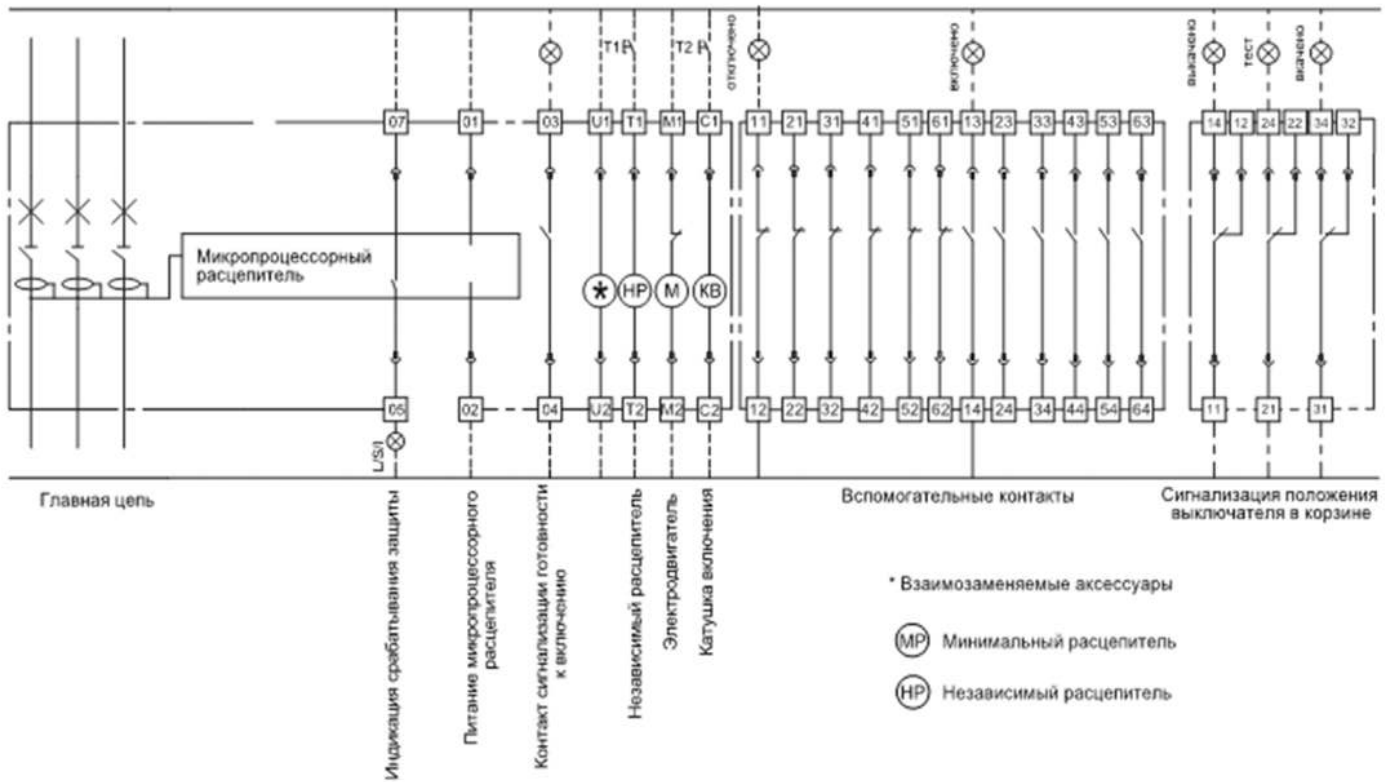 отключено
включено
выкачено
тест
вкачено
T1
T2
07
01
03
U1
T1
M1
C1
11
21
31
41
51
61
13
23
33
43
53
63
14
12
24
22
34
32
Микропроцессорный
расцепитель
*
НР
М
КВ
05
02
04
U2
T2
M2
C2
12
22
32
42
52
62
14
24
34
44
54
64
11
21
31
L/S/I
Главная цепь
Индикация срабатывания защиты
Питание микропроцессорного
расцепителя
Контакт сигнализации готовности
к включению
Независимый расцепитель
Электродвигатель
Катушка включения
Вспомогательные контакты
Сигнализация положения
выключателя в корзине
* Взаимозаменяемые аксессуары
МР Минимальный расцепитель
НР Независимый расцепитель